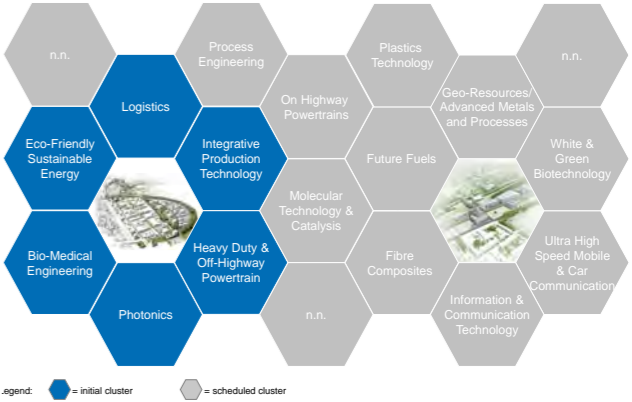 n.n.
Process
Engineering
Plastics
Technology
n.n.
Logistics
On Highway
Powertrains
Geo-Resources/
Advanced Metals
and Processes
Eco-Friendly
Sustainable
Energy
Integrative
Production
Technology
Future Fuels
White &
Green
Biotechnology
Molecular
Technology &
Catalysis
Bio-Medical
Engineering
Heavy Duty &
Off-Highway
Powertrain
Fibre
Composites
Ultra High
Speed Mobile
& Car
Communication
Photonics
n.n.
Information &
Communication
Technology
.egend:
= initial cluster
= scheduled cluster